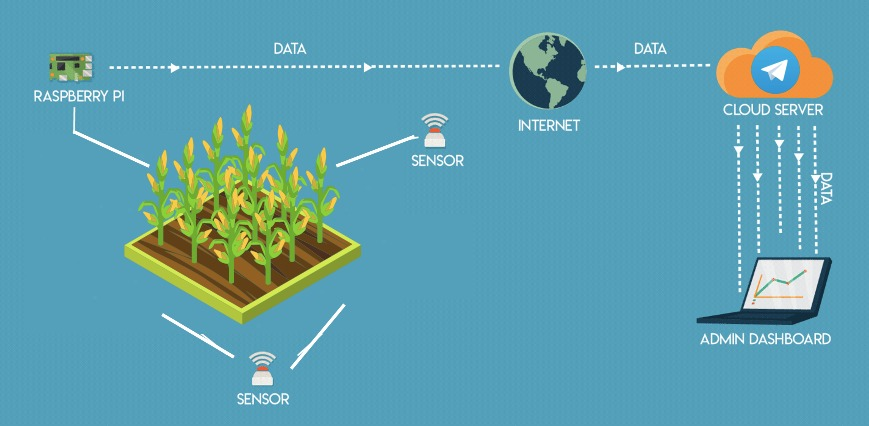 DATA
DATA
RASPBERRY PI
CLOUD SERVER
INTERNET
SENSOR
DATA
ADMIN DASHBOARD
SENSOR